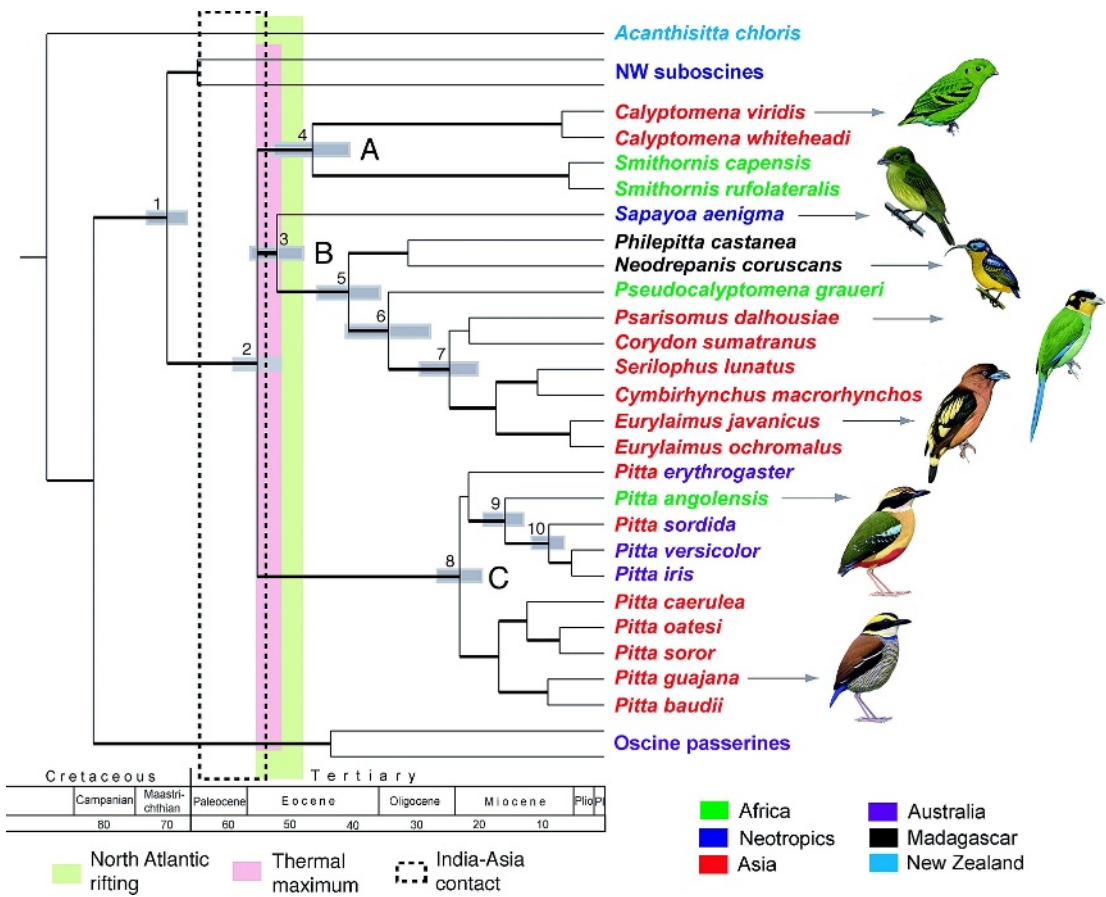 Acanthisitta chloris
NW suboscines
Calyptomena viridis
4
A
Calyptomena whiteheadi
Smithornis capensis
Smithornis rufolateralis
1
Sapayoa aenigma
3
B
Philepitta castanea
Neodrepanis coruscans
5
Pseudocalyptomena graueri
6
Psarisomus dalhousiae
2
7
Corydon sumatranus
Serilophus lunatus
Cymbirhynchus macrorhynchos
Eurylaimus javanicus
Eurylaimus ochromalus
Pitta erythrogaster
9
Pitta angolensis
10
Pitta sordida
Pitta versicolor
8
C
Pitta iris
Pitta caerulea
Pitta oatesi
Pitta soror
Pitta guajana
Pitta baudii
Oscine passerines
Cretaceous Tertiary
Campanian Maastri-
chthian Paleocene Eocene Oligocene Miocene Plio Pl
80 70 60 50 40 30 20 10
North Atlantic
rifting
Thermal
maximum
India-Asia
contact
Africa
Neotropics
Asia
Australia
Madagascar
New Zealand